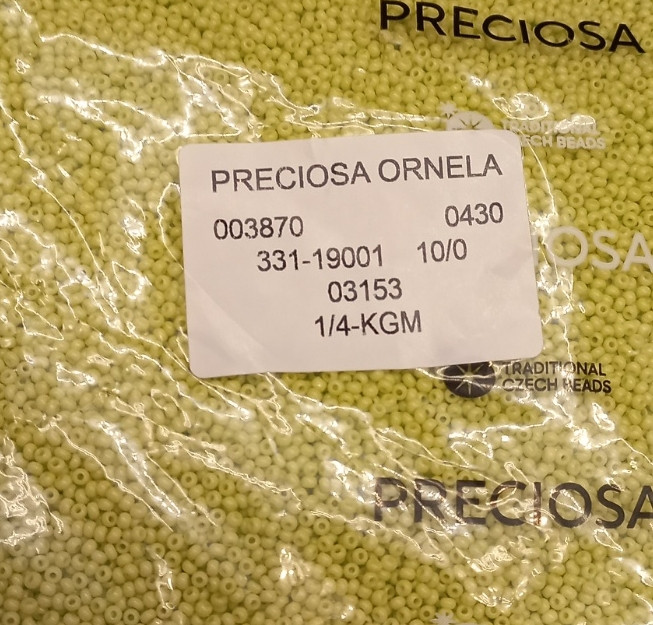 PRECIOSA
TRADITIONAL
CZECH BEADS
PRECIOSA ORNELA
003870 0430
331-19001 10/0
03153
1/4-KGM
OSA
TRADITIONAL
CZECH BEADS
PRECIOSA